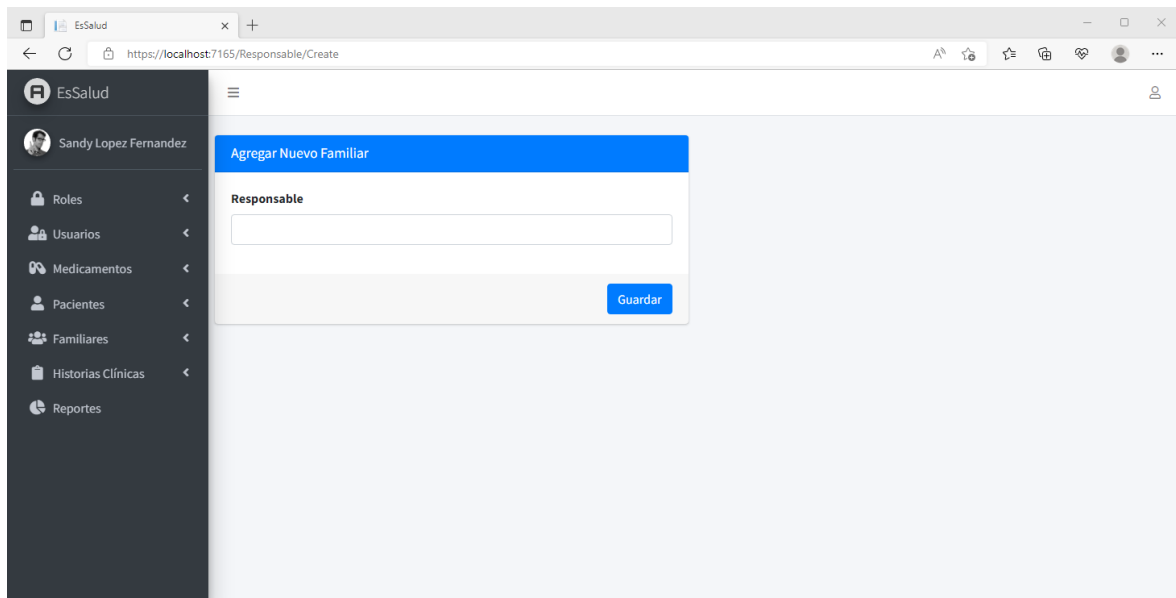 EsSalud
https://localhost:7165/Responsable/Create
EsSalud
Sandy Lopez Fernandez
Agregar Nuevo Familiar
Roles
Responsable
Usuarios
Medicamentos
Pacientes
Guardar
Familiares
Historias Clínicas
Reportes